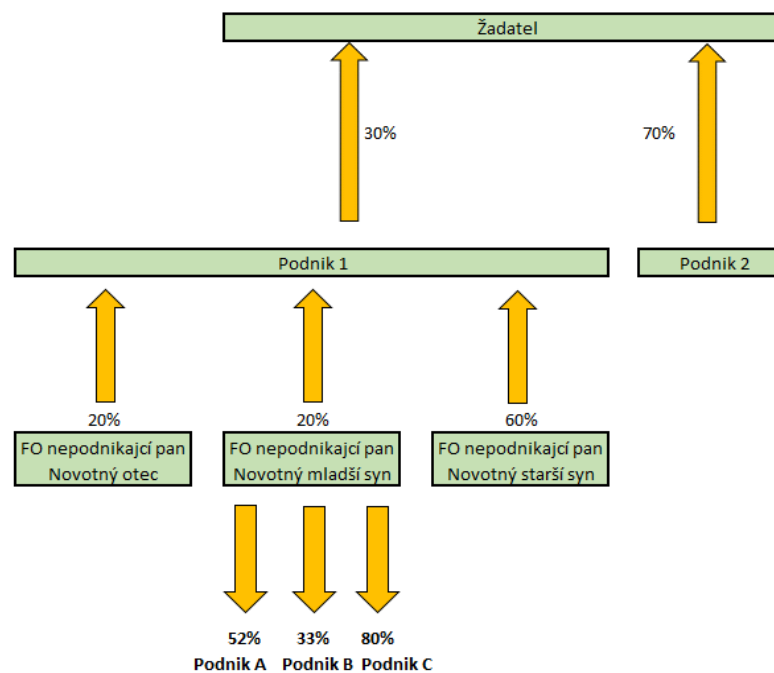 Žadatel
30%
70%
Podnik 1
Podnik 2
20%
20%
60%
FO nepodnikajcí pan
Novotný otec
FO nepodnikajcí pan
Novotný mladší syn
FO nepodnikajcí pan
Novotný starší syn
52%
33%
80%
Podnik A
Podnik B
Podnik C